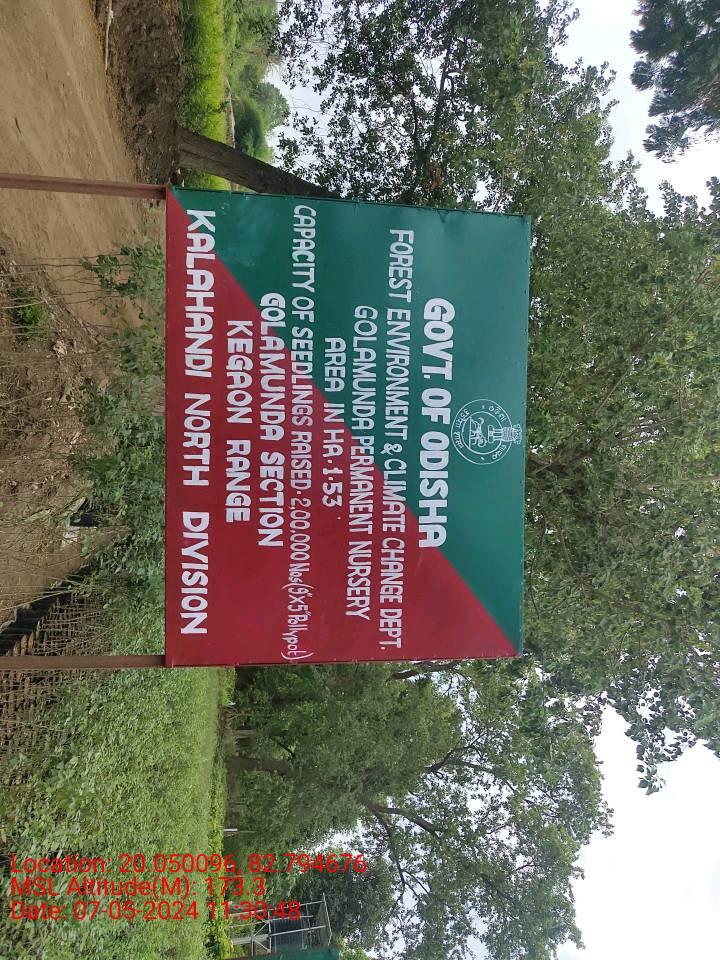 GOVT. OF ODISHA
FOREST ENVIRONMENT & CLIMATE CHANGE DEPT.
GOLAMUNDA PERMANENT NURSERY
AREA IN HA·1·53
CAPACITY OF SEEDLINGS RAISED·2,00,000 Nos(9"x5"Pollypot)
GOLAMUNDA SECTION
KEGAON RANGE
KALAHANDI NORTH DIVISION
Location: 20.050096, 82.794676
MSL Altitude(M): 173.3
Date: 07-05-2024 11:30:48